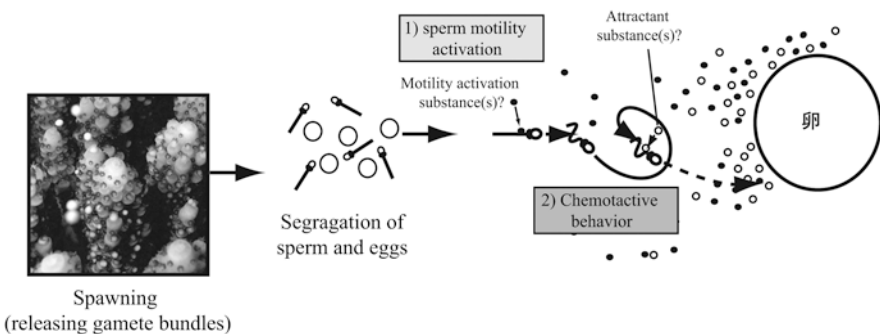 1) sperm motility
activation
Attractant
substance(s)?
Motility activation
substance(s)?
卵
2) Chemotactive
behavior
Segragation of
sperm and eggs
Spawning
(releasing gamete bundles)